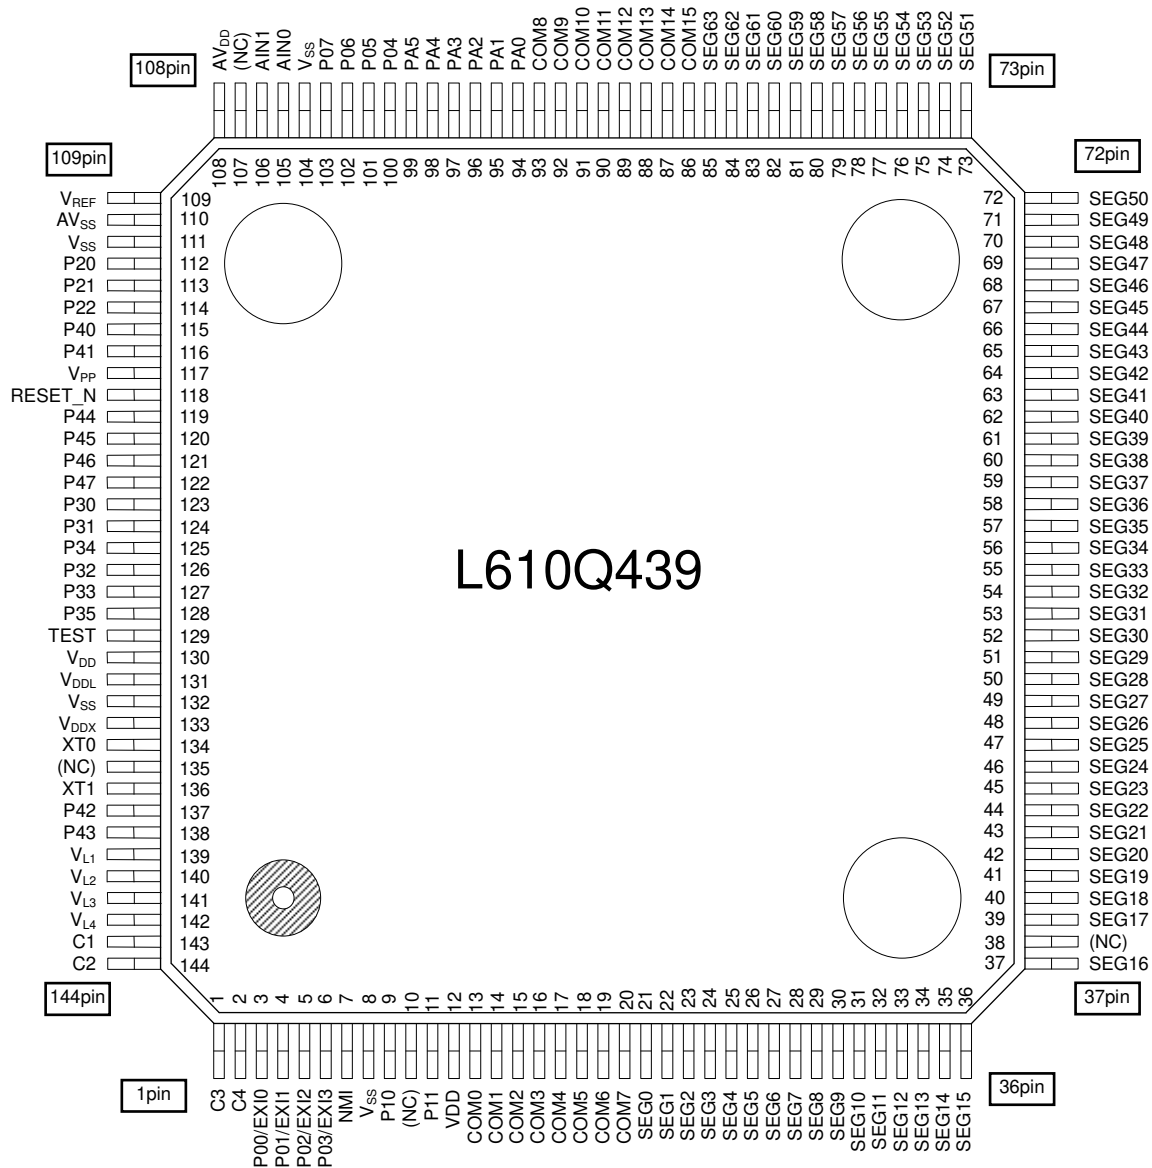 AVDD
(NC)
AIN1
AIN0
VSS
P07
P06
P05
P04
PA5
PA4
PA3
PA2
PA1
PA0
COM8
COM9
COM10
COM11
COM12
COM13
COM14
COM15
SEG63
SEG62
SEG61
SEG60
SEG59
SEG58
SEG57
SEG56
SEG55
SEG54
SEG53
SEG52
SEG51
108pin
73pin
109pin
72pin
108
107
106
105
104
103
102
101
100
99
98
97
96
95
94
93
92
91
90
89
88
87
86
85
84
83
82
81
80
79
78
77
76
75
74
73
VREF 109
AVSS 110
VSS 111
P20 112
P21 113
P22 114
P40 115
P41 116
VPP 117
RESET_N 118
P44 119
P45 120
P46 121
P47 122
P30 123
P31 124
P34 125
P32 126
P33 127
P35 128
TEST 129
VDD 130
VDDL 131
VSS 132
VDDX 133
XT0 134
(NC) 135
XT1 136
P42 137
P43 138
VL1 139
VL2 140
VL3 141
VL4 142
C1 143
C2 144
L610Q439
72 SEG50
71 SEG49
70 SEG48
69 SEG47
68 SEG46
67 SEG45
66 SEG44
65 SEG43
64 SEG42
63 SEG41
62 SEG40
61 SEG39
60 SEG38
59 SEG37
58 SEG36
57 SEG35
56 SEG34
55 SEG33
54 SEG32
53 SEG31
52 SEG30
51 SEG29
50 SEG28
49 SEG27
48 SEG26
47 SEG25
46 SEG24
45 SEG23
44 SEG22
43 SEG21
42 SEG20
41 SEG19
40 SEG18
39 SEG17
38 (NC)
37 SEG16
144pin
37pin
1
2
3
4
5
6
7
8
9
10
11
12
13
14
15
16
17
18
19
20
21
22
23
24
25
26
27
28
29
30
31
32
33
34
35
36
1pin
36pin
C3
C4
P00/EXI0
P01/EXI1
P02/EXI2
P03/EXI3
NMI
VSS
P10
(NC)
P11
VDD
COM0
COM1
COM2
COM3
COM4
COM5
COM6
COM7
SEG0
SEG1
SEG2
SEG3
SEG4
SEG5
SEG6
SEG7
SEG8
SEG9
SEG10
SEG11
SEG12
SEG13
SEG14
SEG15